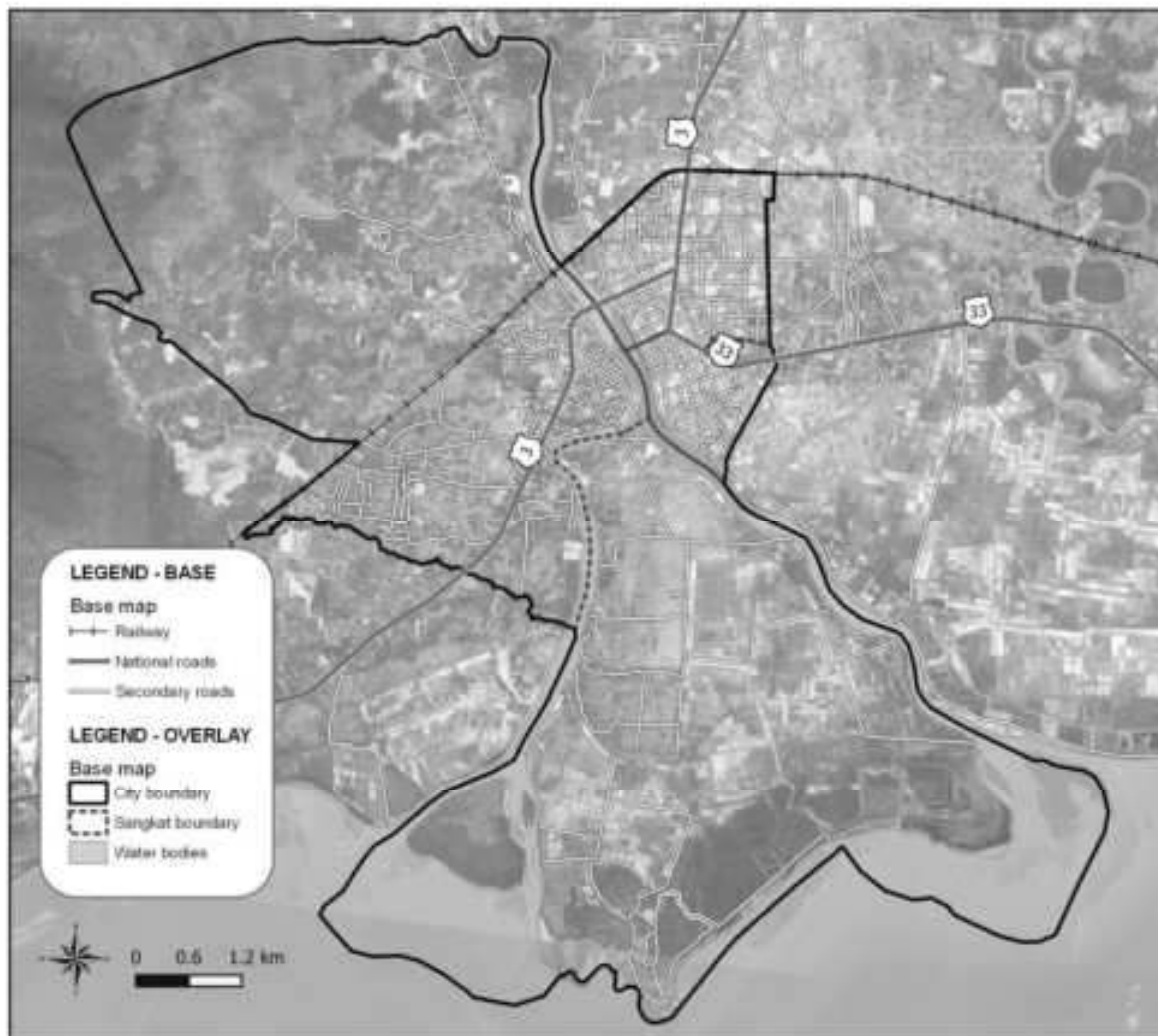 3
33
33
3
LEGEND - BASE
Base map
Railway
National roads
Secondary roads
LEGEND - OVERLAY
Base map
City boundary
Sangkat boundary
Water bodies
0 0.6 1.2 km